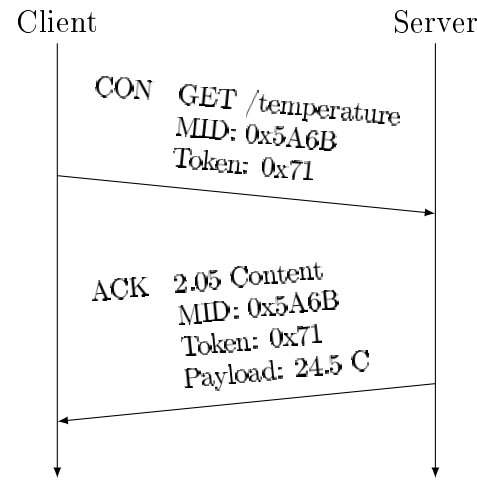 Client Server
CON GET /temperature
MID: 0x5A6B
Token: 0x71
ACK 2.05 Content
MID: 0x5A6B
Token: 0x71
Payload: 24.5 C